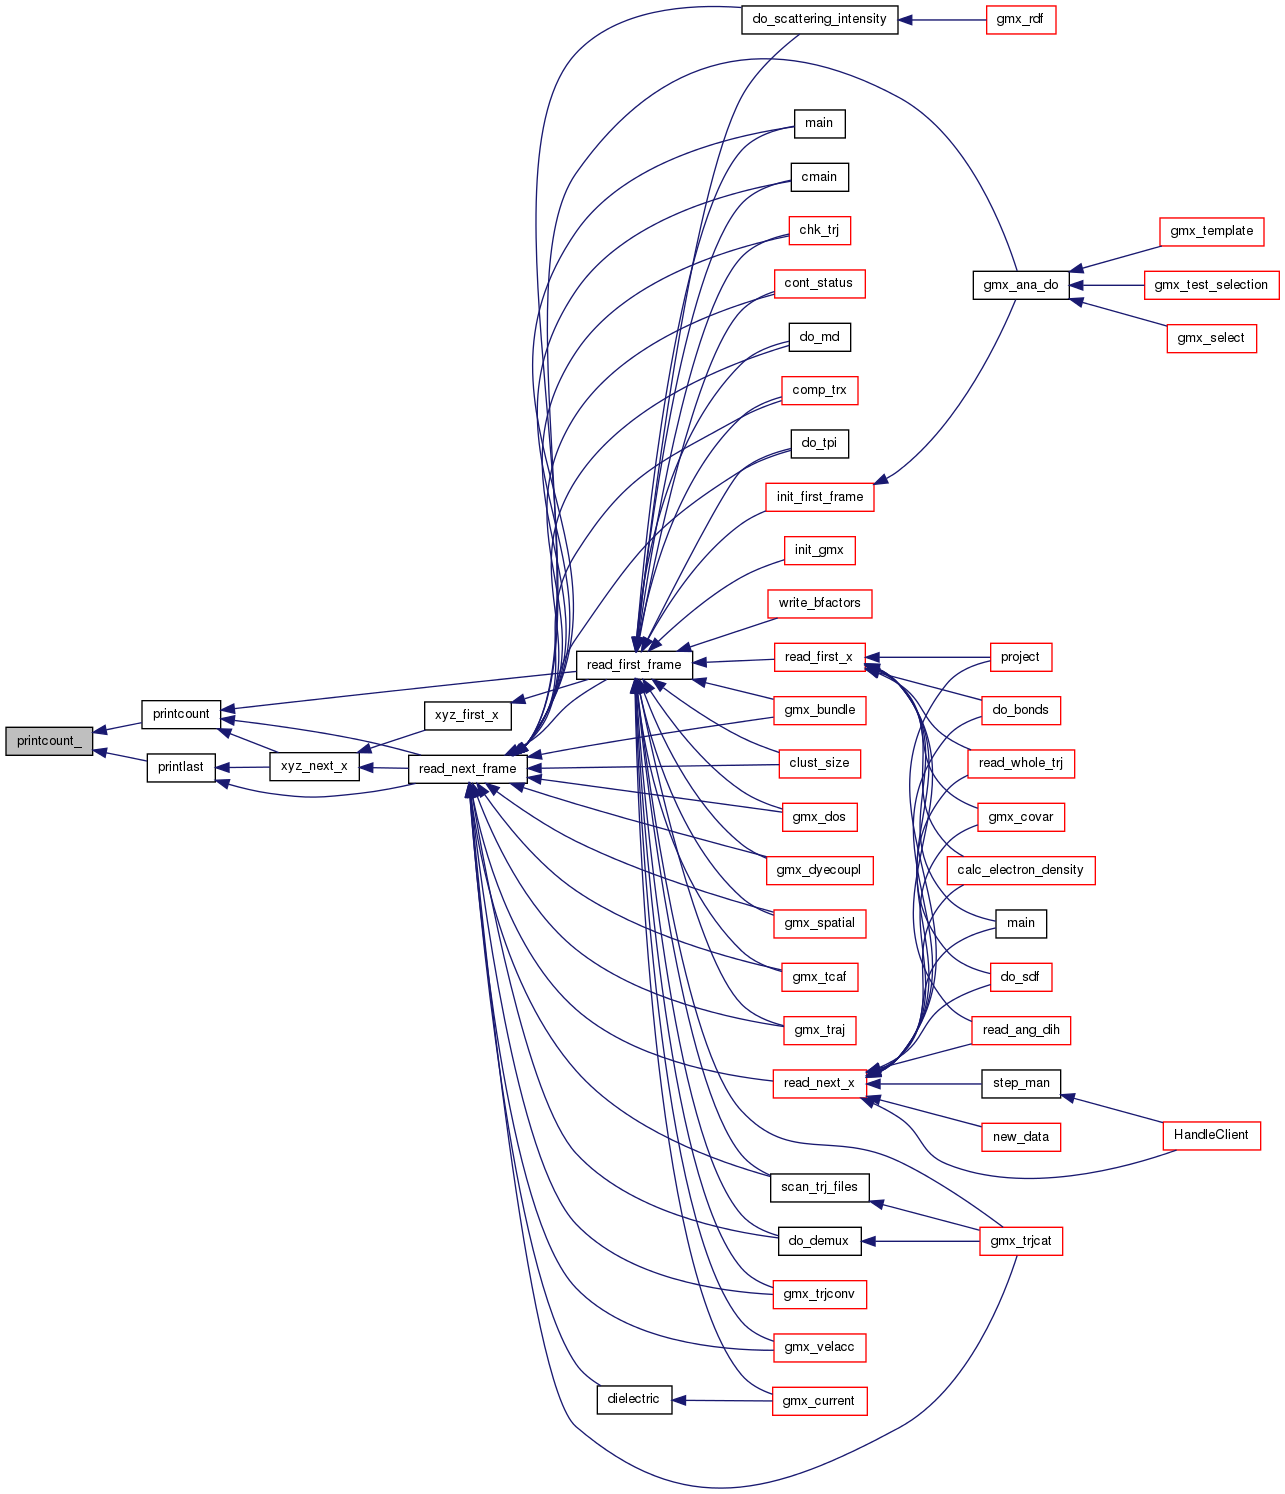 do_scattering_intensity
gmx_rdf
main
cmain
chk_trj
gmx_template
cont_status
gmx_ana_do
gmx_test_selection
do_md
gmx_select
comp_trx
do_tpi
init_first_frame
init_gmx
write_bfactors
read_first_frame
read_first_x
project
printcount
xyz_first_x
gmx_bundle
do_bonds
printcount_
printlast
xyz_next_x
read_next_frame
clust_size
read_whole_trj
gmx_dos
gmx_covar
gmx_dyecoupl
calc_electron_density
gmx_spatial
main
gmx_tcaf
do_sdf
gmx_traj
read_ang_dih
read_next_x
step_man
new_data
HandleClient
scan_trj_files
do_demux
gmx_trjcat
gmx_trjconv
gmx_velacc
dielectric
gmx_current